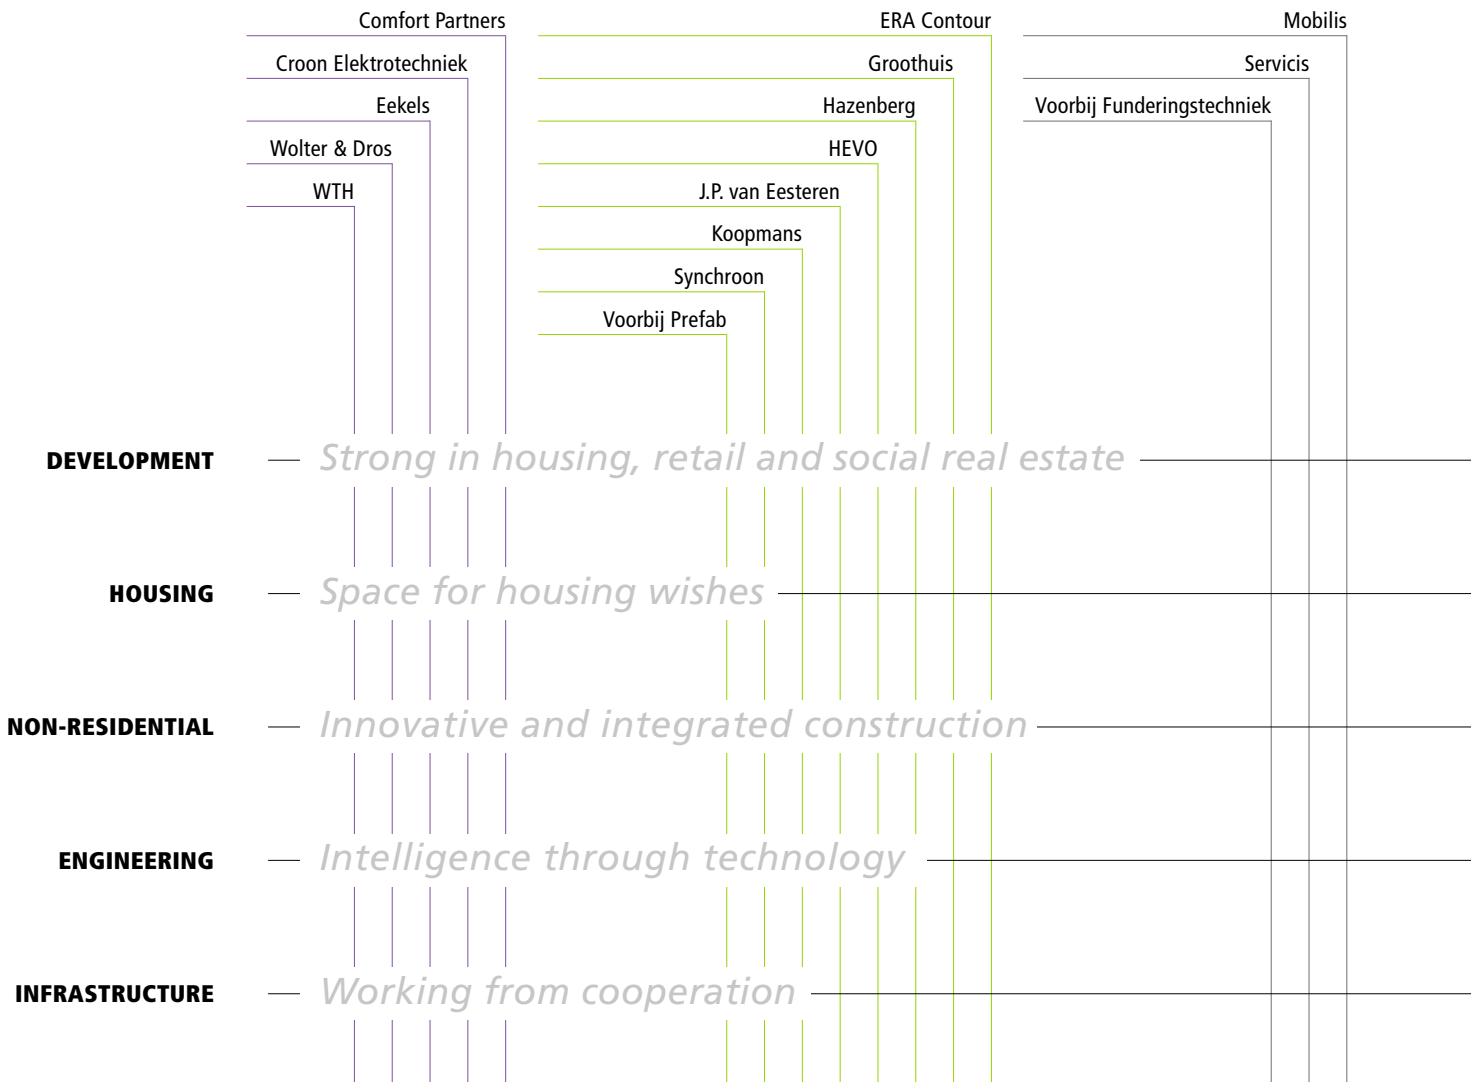 Comfort Partners
Croon Elektrotechniek
Eekels
Wolter & Dros
WTH
ERA Contour
Groothuis
Hazenberg
HEVO
J.P. van Eesteren
Koopmans
Synchroon
Voorbij Prefab
Mobilis
Servicis
Voorbij Funderingstechniek
DEVELOPMENT
Strong in housing, retail and social real estate
HOUSING
Space for housing wishes
NON-RESIDENTIAL
Innovative and integrated construction
ENGINEERING
Intelligence through technology
INFRASTRUCTURE
Working from cooperation